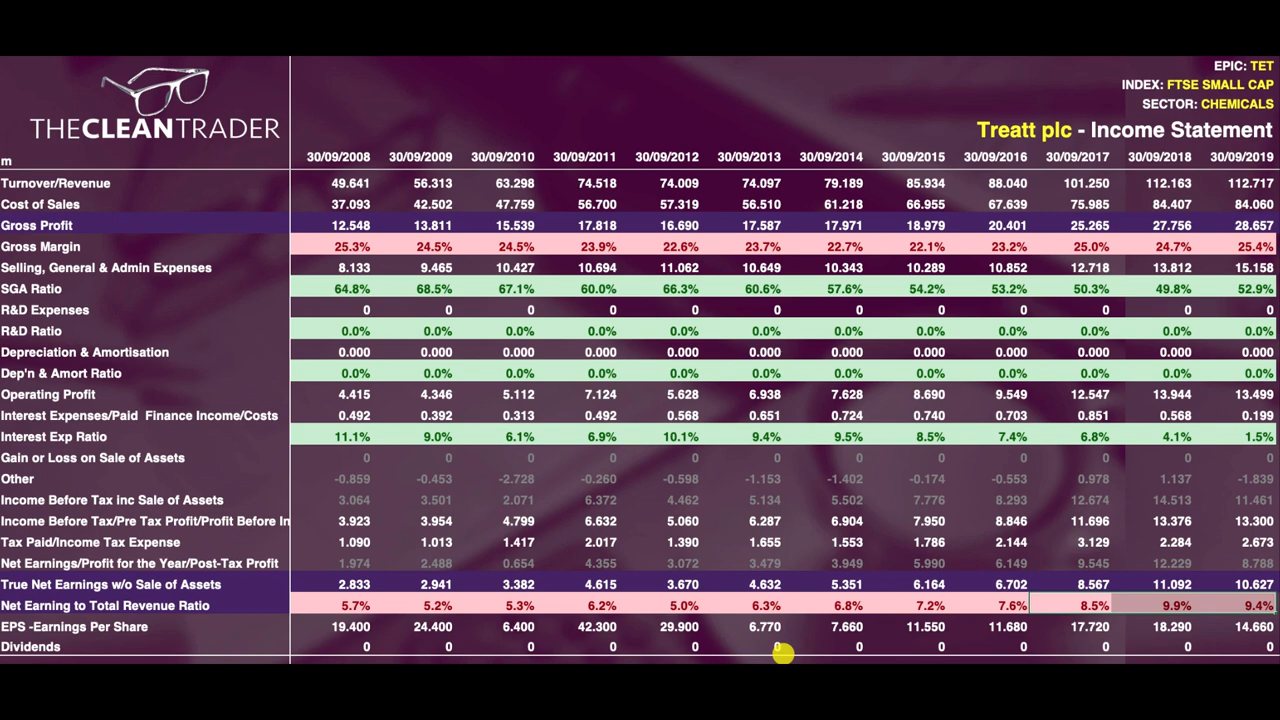 EPIC: TET
INDEX: FTSE SMALL CAP
SECTOR: CHEMICALS
THECLEANTRADER
Treatt plc - Income Statement
m 30/09/2008 30/09/2009 30/09/2010 30/09/2011 30/09/2012 30/09/2013 30/09/2014 30/09/2015 30/09/2016 30/09/2017 30/09/2018 30/09/2019
Turnover/Revenue 49.641 56.313 63.298 74.518 74.009 74.097 79.189 85.934 88.040 101.250 112.163 112.717
Cost of Sales 37.093 42.502 47.759 56.700 57.319 56.510 61.218 66.955 67.639 75.985 84.407 84.060
Gross Profit 12.548 13.811 15.539 17.818 16.690 17.587 17.971 18.979 20.401 25.265 27.756 28.657
Gross Margin 25.3% 24.5% 24.5% 23.9% 22.6% 23.7% 22.7% 22.1% 23.2% 25.0% 24.7% 25.4%
Selling, General & Admin Expenses 8.133 9.465 10.427 10.694 11.062 10.649 10.343 10.289 10.852 12.718 13.812 15.158
SGA Ratio 64.8% 68.5% 67.1% 60.0% 66.3% 60.6% 57.6% 54.2% 53.2% 50.3% 49.8% 52.9%
R&D Expenses 0 0 0 0 0 0 0 0 0 0 0 0
R&D Ratio 0.0% 0.0% 0.0% 0.0% 0.0% 0.0% 0.0% 0.0% 0.0% 0.0% 0.0% 0.0%
Depreciation & Amortisation 0.000 0.000 0.000 0.000 0.000 0.000 0.000 0.000 0.000 0.000 0.000 0.000
Dep'n & Amort Ratio 0.0% 0.0% 0.0% 0.0% 0.0% 0.0% 0.0% 0.0% 0.0% 0.0% 0.0% 0.0%
Operating Profit 4.415 4.346 5.112 7.124 5.628 6.938 7.628 8.690 9.549 12.547 13.944 13.499
Interest Expenses/Paid Finance Income/Costs 0.492 0.392 0.313 0.492 0.568 0.651 0.724 0.740 0.703 0.851 0.568 0.199
Interest Exp Ratio 11.1% 9.0% 6.1% 6.9% 10.1% 9.4% 9.5% 8.5% 7.4% 6.8% 4.1% 1.5%
Gain or Loss on Sale of Assets 0 0 0 0 0 0 0 0 0 0 0 0
Other -0.859 -0.453 -2.728 -0.260 -0.598 -1.153 -1.402 -0.174 -0.553 0.978 1.137 -1.839
Income Before Tax inc Sale of Assets 3.064 3.501 2.071 6.372 4.462 5.134 5.502 7.776 8.293 12.674 14.513 11.461
Income Before Tax/Pre Tax Profit/Profit Before In 3.923 3.954 4.799 6.632 5.060 6.287 6.904 7.950 8.846 11.696 13.376 13.300
Tax Paid/Income Tax Expense 1.090 1.013 1.417 2.017 1.390 1.655 1.553 1.786 2.144 3.129 2.284 2.673
Net Earnings/Profit for the Year/Post-Tax Profit 1.974 2.488 0.654 4.355 3.072 3.479 3.949 5.990 6.149 9.545 12.229 8.788
True Net Earnings w/o Sale of Assets 2.833 2.941 3.382 4.615 3.670 4.632 5.351 6.164 6.702 8.567 11.092 10.627
Net Earning to Total Revenue Ratio 5.7% 5.2% 5.3% 6.2% 5.0% 6.3% 6.8% 7.2% 7.6% 8.5% 9.9% 9.4%
EPS -Earnings Per Share 19.400 24.400 6.400 42.300 29.900 6.770 7.660 11.550 11.680 17.720 18.290 14.660
Dividends 0 0 0 0 0 0 0 0 0 0 0 0